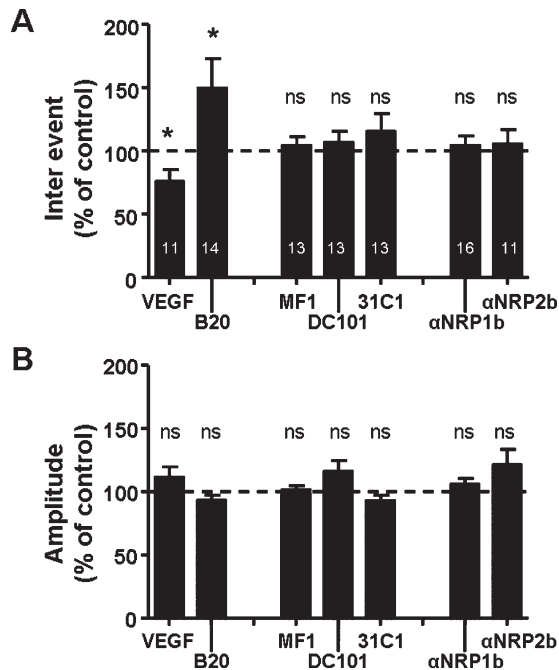 A
Inter event
(% of control)
200
150
100
50
0
*
*
ns
ns
ns
ns
ns
11
14
13
13
13
16
11
VEGF
B20
MF1
DC101
31C1
αNRP1b
αNRP2b
B
Amplitude
(% of control)
200
150
100
50
0
ns
ns
ns
ns
ns
ns
ns
VEGF
B20
MF1
DC101
31C1
αNRP1b
αNRP2b